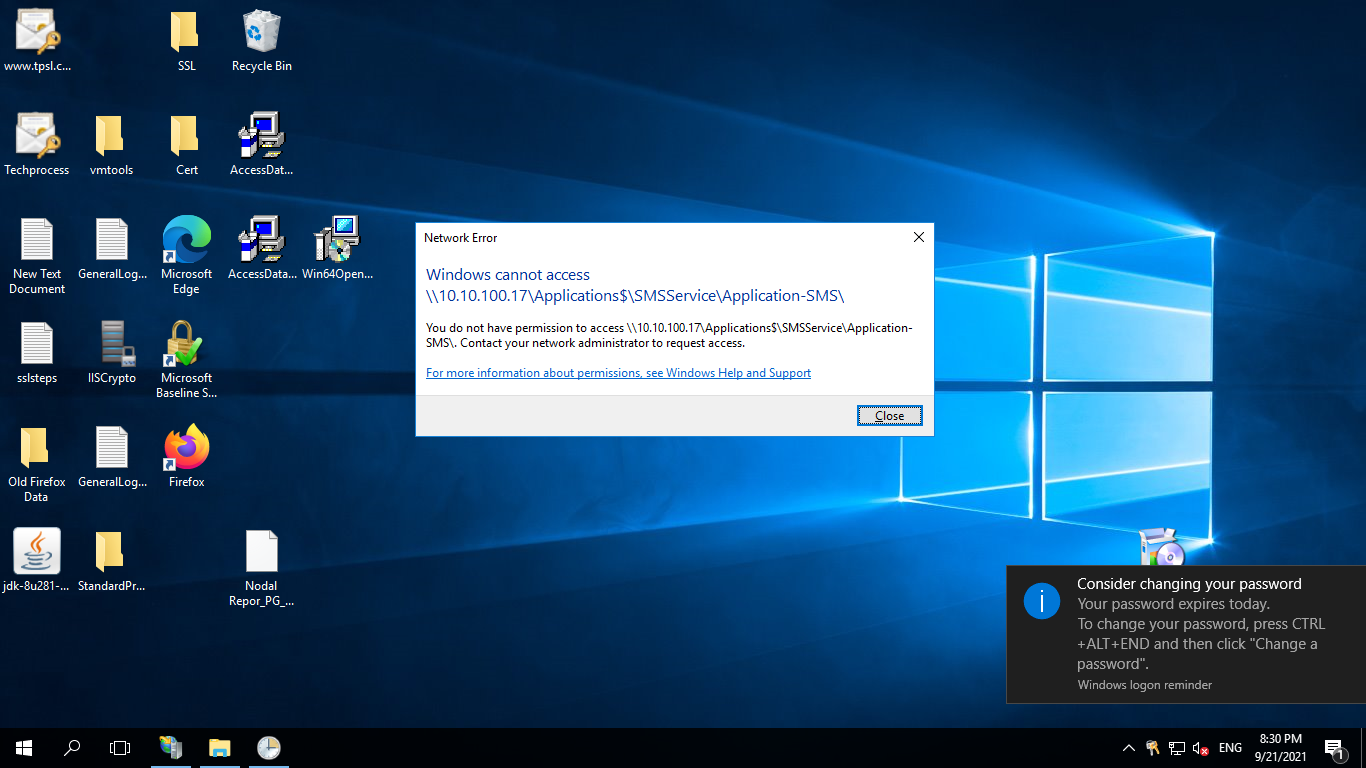 www.tpsl.c...
SSL
Recycle Bin
Techprocess
vmtools
Cert
AccessDat...
New Text
Document
GeneralLog...
Microsoft
Edge
AccessData...
Win64Open...
sslsteps
IISCrypto
Microsoft
Baseline S...
Old Firefox
Data
GeneralLog...
Firefox
jdk-8u281-...
StandardPr...
Nodal
Repor_PG_...
Network Error
Windows cannot access
\\10.10.100.17\Applications$\SMSService\Application-SMS\
You do not have permission to access \\10.10.100.17\Applications$\SMSService\Application-
SMS\. Contact your network administrator to request access.
For more information about permissions, see Windows Help and Support
Close
Consider changing your password
Your password expires today.
To change your password, press CTRL
+ALT+END and then click "Change a
password".
Windows logon reminder
ENG
8:30 PM
9/21/2021
1